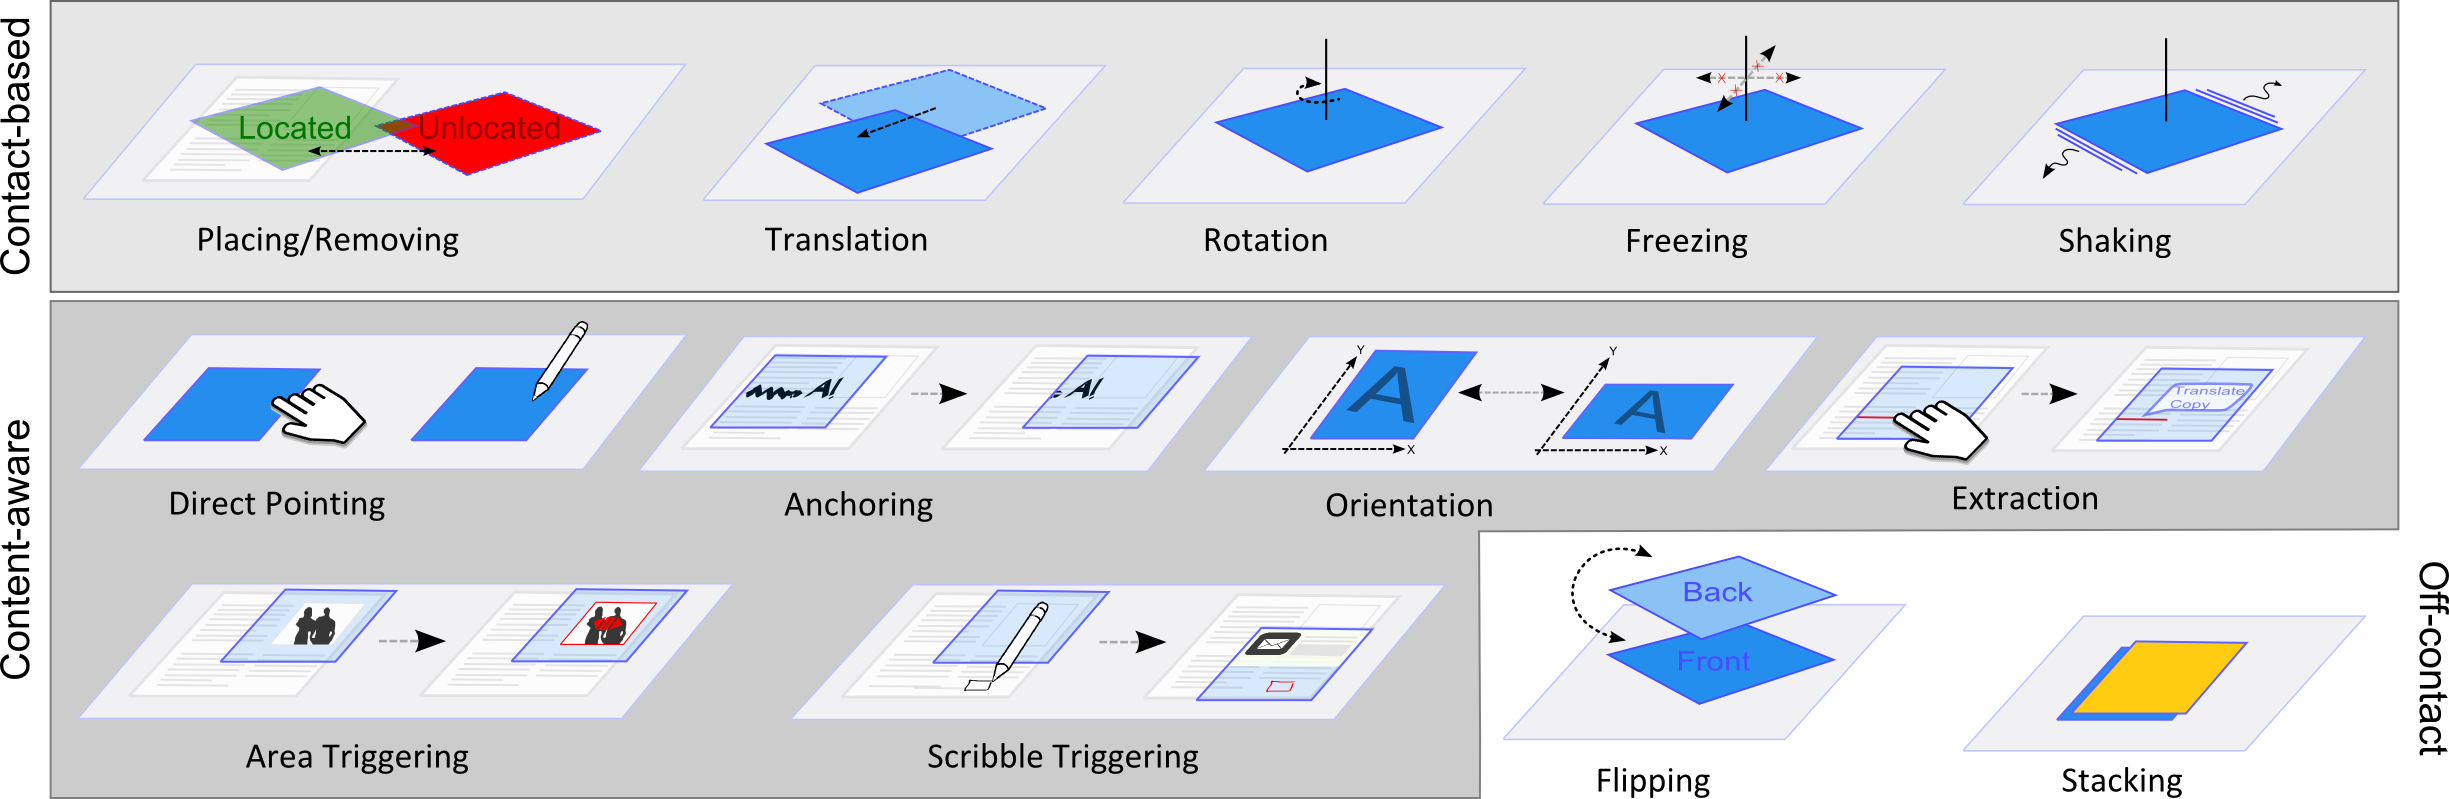 Contact-based
Located
Unlocated
Placing/Removing
Translation
Rotation
Freezing
Shaking
Content-aware
A!
A!
Y
A
X
Y
A
X
Translate
Copy
Direct Pointing
Anchoring
Orientation
Extraction
Area Triggering
Scribble Triggering
Back
Front
Flipping
Stacking
Off-contact